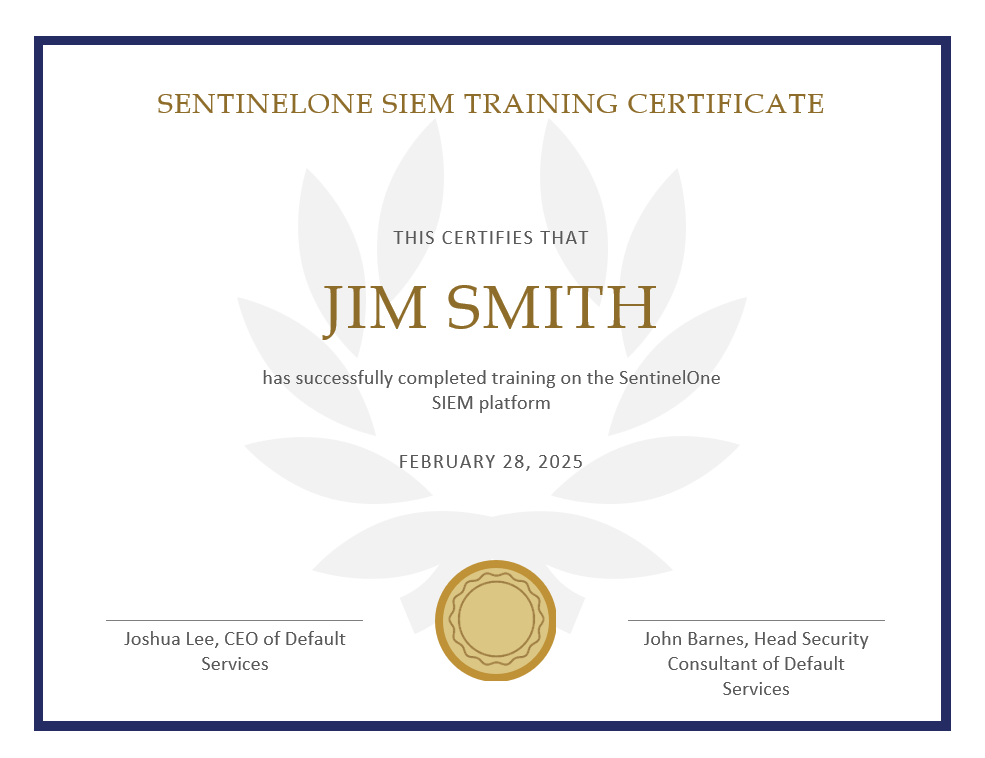 SENTINELONE SIEM TRAINING CERTIFICATE
THIS CERTIFIES THAT
JIM SMITH
has successfully completed training on the SentinelOne
SIEM platform
FEBRUARY 28, 2025
Joshua Lee, CEO of Default
Services
John Barnes, Head Security
Consultant of Default
Services